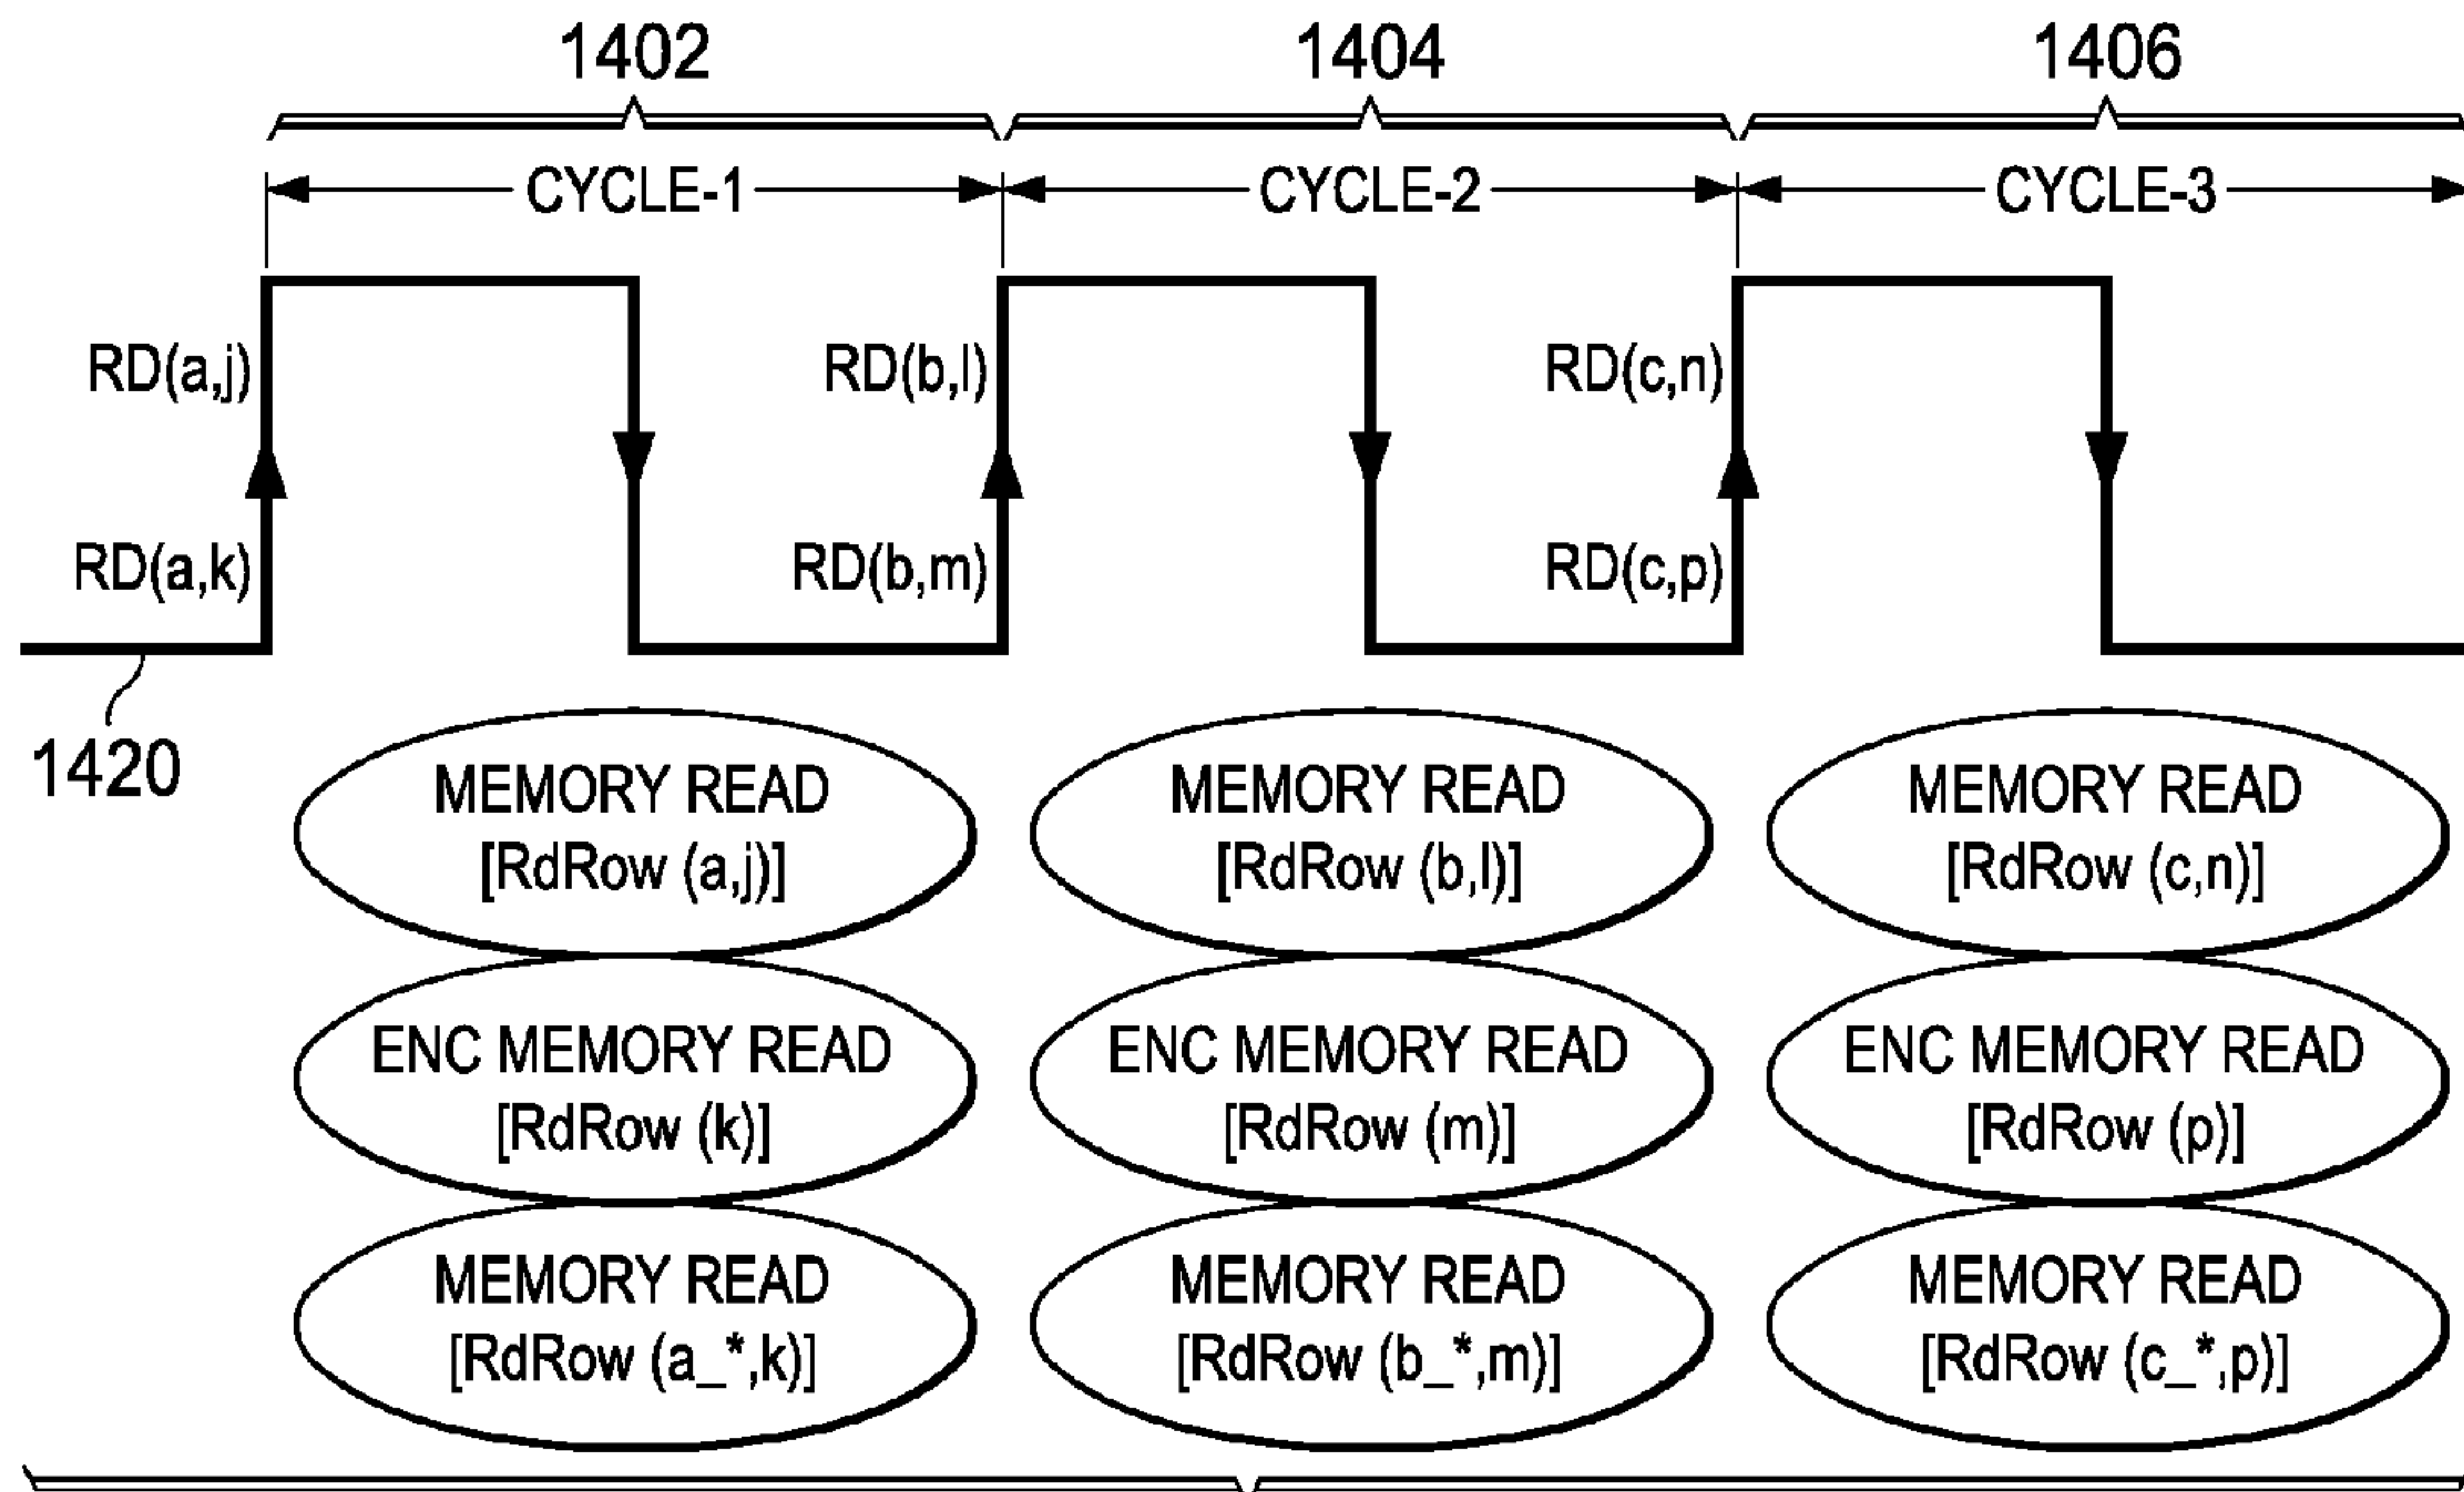 1402 1404 1406
CYCLE-1 CYCLE-2 CYCLE-3
RD(a,j) RD(b,l) RD(c,n)
RD(a,k) RD(b,m) RD(c,p)
1420
MEMORY READ MEMORY READ MEMORY READ
[RdRow (a,j)] [RdRow (b,l)] [RdRow (c,n)]
ENC MEMORY READ ENC MEMORY READ ENC MEMORY READ
[RdRow (k)] [RdRow (m)] [RdRow (p)]
MEMORY READ MEMORY READ MEMORY READ
[RdRow (a_*,k)] [RdRow (b_*,m)] [RdRow (c_*,p)]